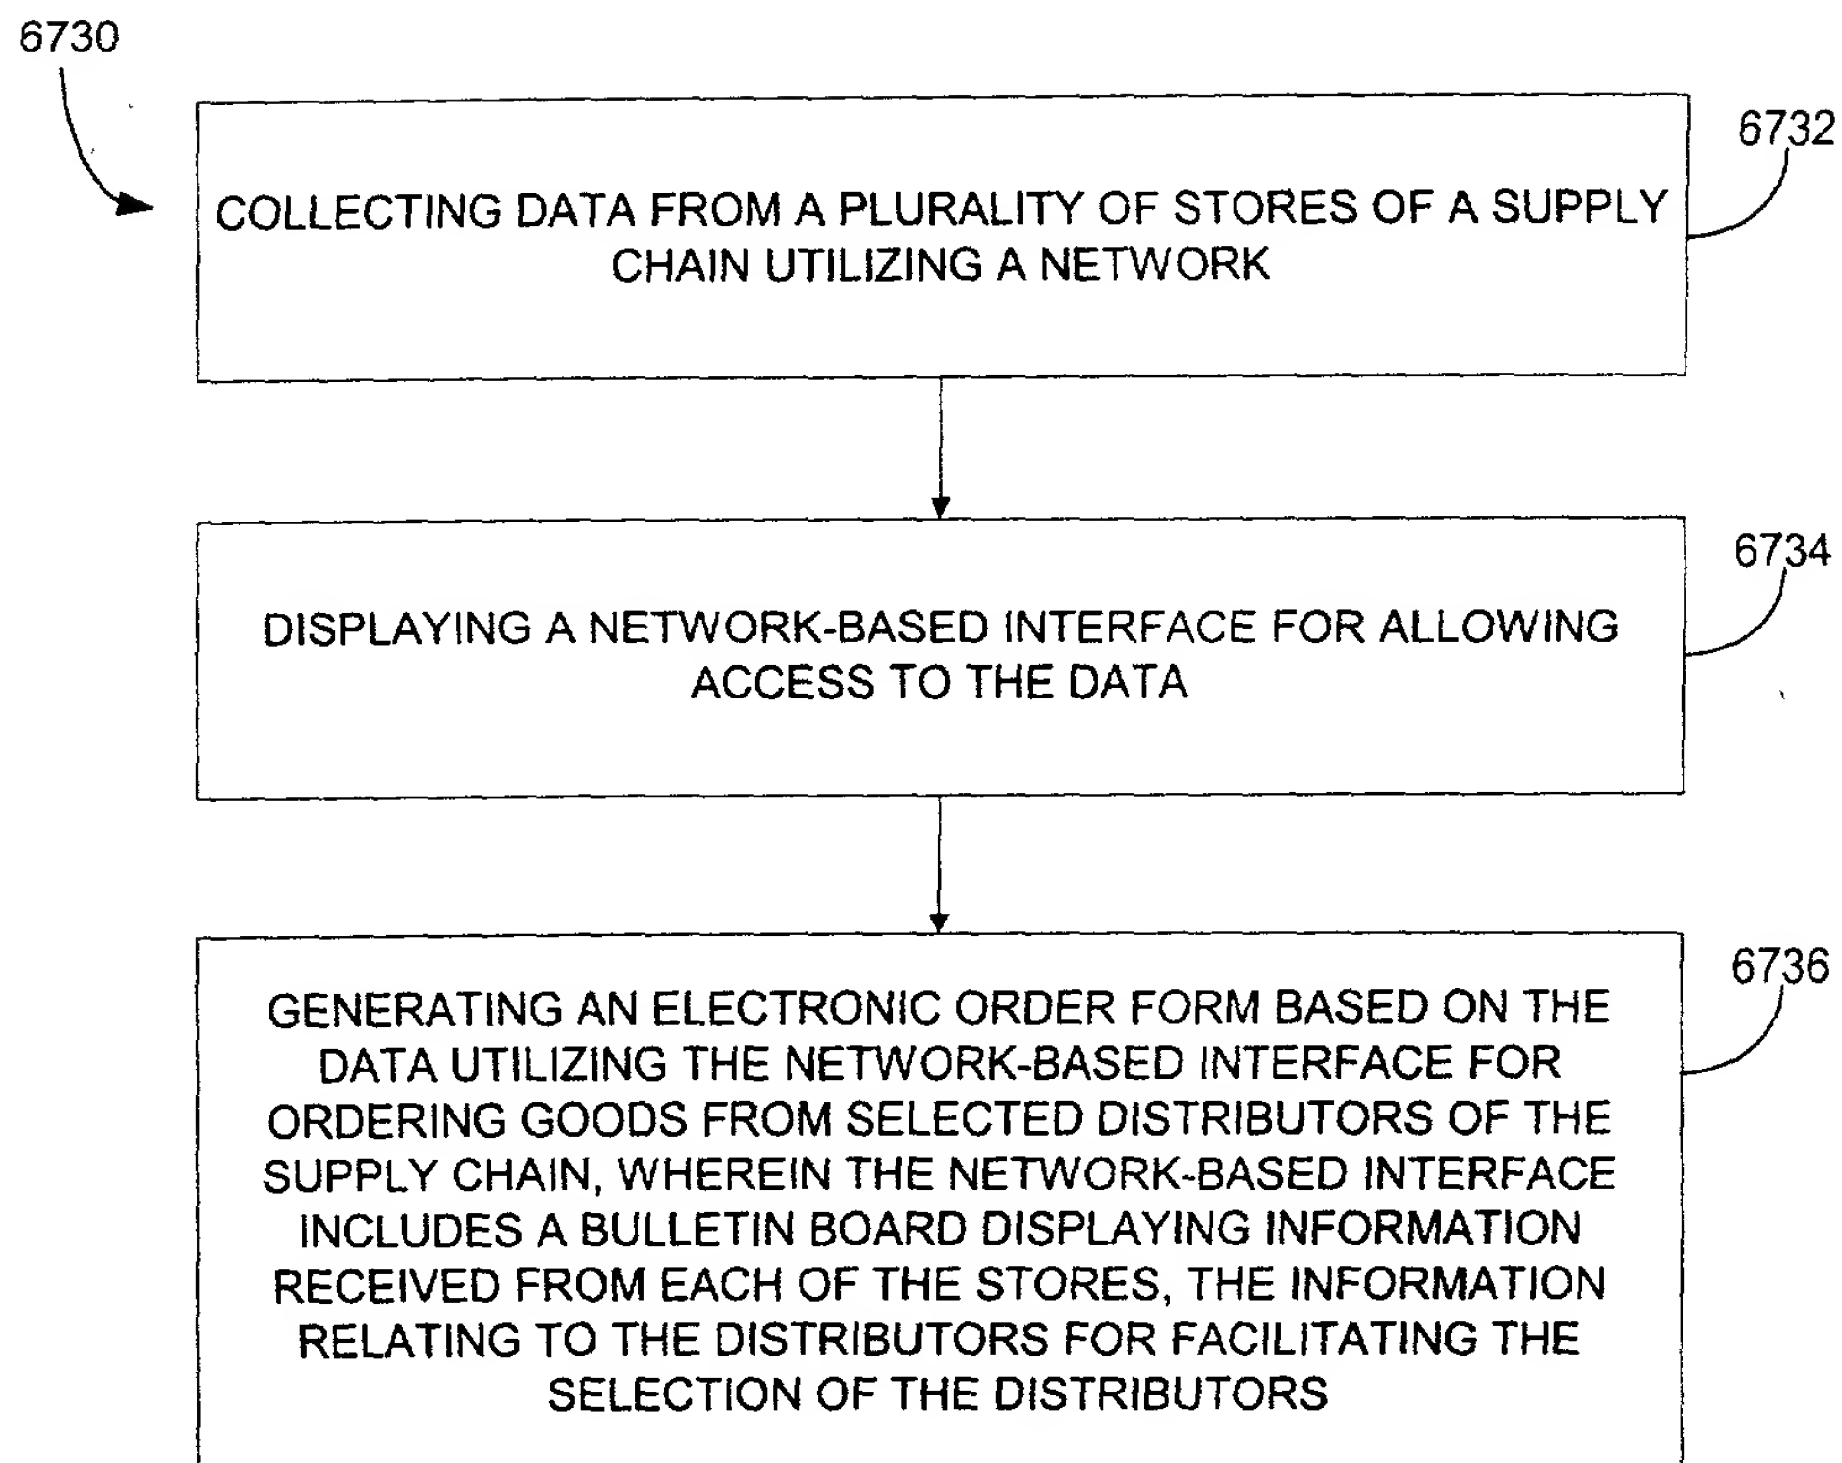 6730
6732
COLLECTING DATA FROM A PLURALITY OF STORES OF A SUPPLY
CHAIN UTILIZING A NETWORK
6734
DISPLAYING A NETWORK-BASED INTERFACE FOR ALLOWING
ACCESS TO THE DATA
6736
GENERATING AN ELECTRONIC ORDER FORM BASED ON THE
DATA UTILIZING THE NETWORK-BASED INTERFACE FOR
ORDERING GOODS FROM SELECTED DISTRIBUTORS OF THE
SUPPLY CHAIN, WHEREIN THE NETWORK-BASED INTERFACE
INCLUDES A BULLETIN BOARD DISPLAYING INFORMATION
RECEIVED FROM EACH OF THE STORES, THE INFORMATION
RELATING TO THE DISTRIBUTORS FOR FACILITATING THE
SELECTION OF THE DISTRIBUTORS